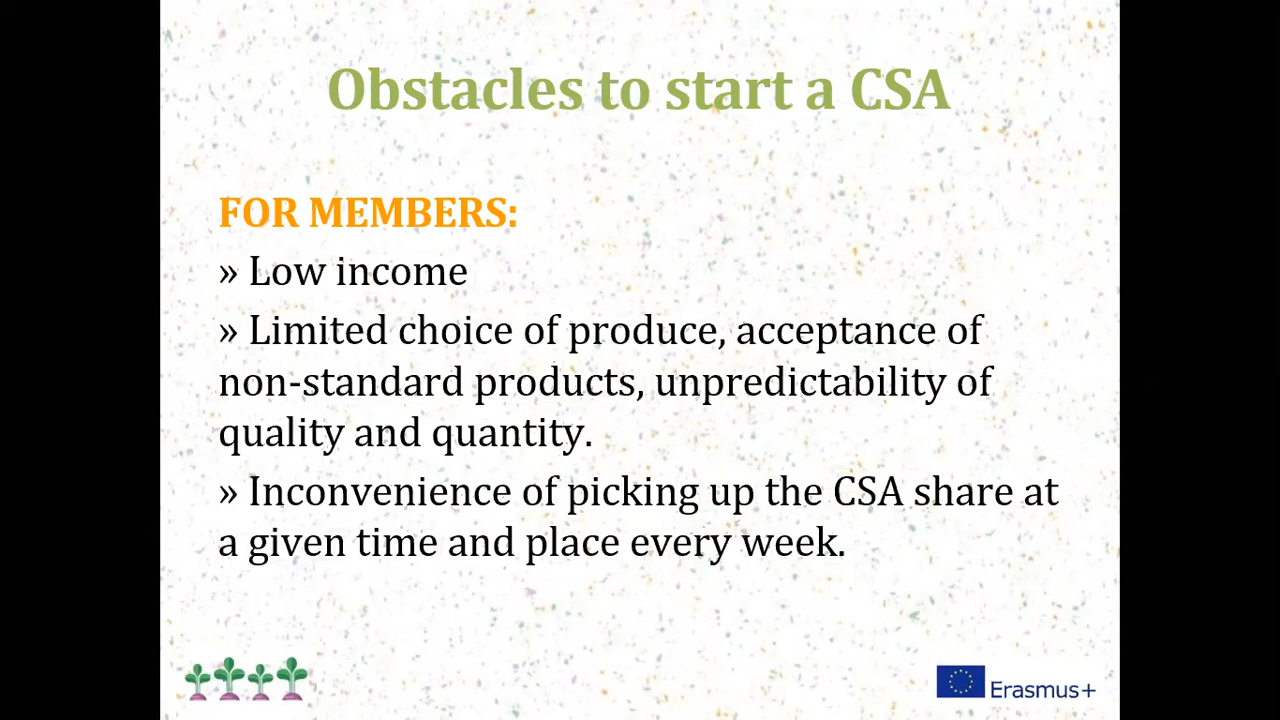 Obstacles to start a CSA
FOR MEMBERS:
» Low income
» Limited choice of produce, acceptance of
non-standard products, unpredictability of
quality and quantity.
» Inconvenience of picking up the CSA share at
a given time and place every week.
Erasmus+